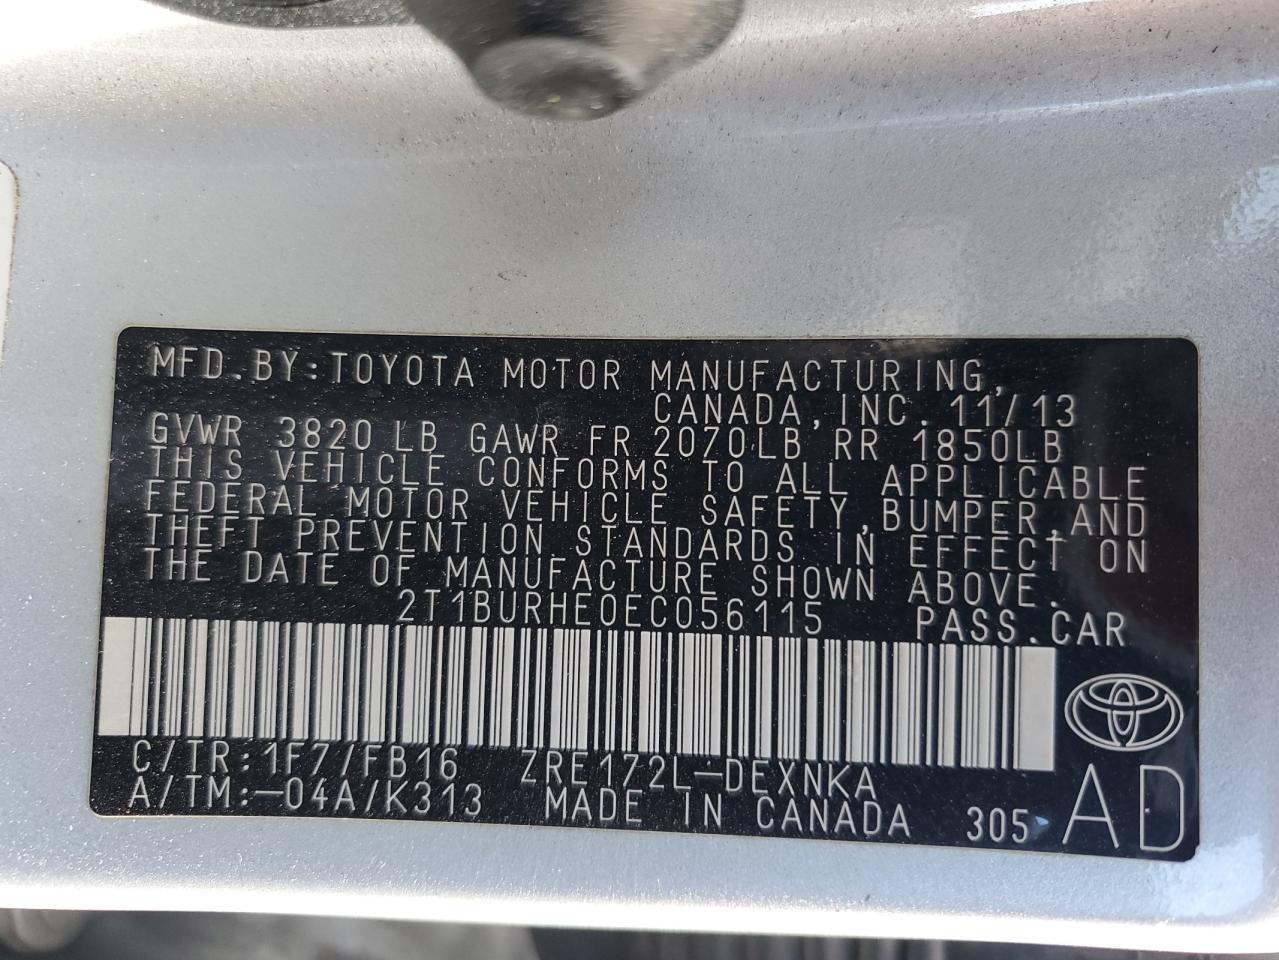 MFD.BY:TOYOTA MOTOR MANUFACTURING,
CANADA,INC. 11/13
GVWR 3820 LB GAWR FR 2070LB RR 1850LB
THIS VEHICLE CONFORMS TO ALL APPLICABLE
FEDERAL MOTOR VEHICLE SAFETY,BUMPER,AND
THEFT PREVENTION STANDARDS IN EFFECT ON
THE DATE OF MANUFACTURE SHOWN ABOVE.
2T1BURHE0EC056115 PASS.CAR
C/TR:1F7/FB16 ZRE172L-DEXNKA
A/TM:-04A/K313 MADE IN CANADA 305 AD